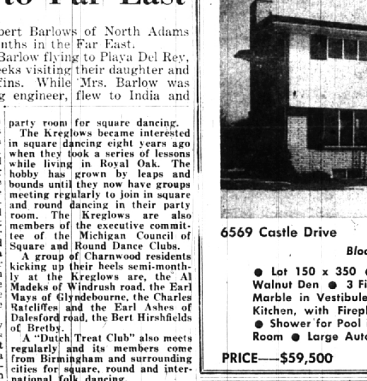 to Far East
bert Barlows of North Adams
nths in the Far East.
Barlow flying to Playa Del Rey,
eeks visiting their daughter and
fins. While Mrs. Barlow was
g engineer, flew to India and
party room for square dancing.
The Kreglows became interested
in square dancing eight years ago
when they took a series of lessons
while living in Royal Oak. The
hobby has grown by leaps and
bounds until they now have groups
meeting regularly to join in square
and round dancing in their party
room. The Kreglows are also
members of the executive commit-
tee of the Michigan Council of
Square and Round Dance Clubs.
A group of Charnwood residents
kicking up their heels semi-month-
ly at the Kreglows are, the Al
Madeks of Windrush road, the Earl
Mays of Glyndebourne, the Charles
Ratcliffes and the Earl Ashes of
Dalesford road, the Bert Hirshfields
of Bretby.
A "Dutch Treat Club" also meets
regularly and its members come
from Birmingham and surrounding
cities for square, round and inter-
national folk dancing.
6569 Castle Drive
Bloo
● Lot 150 x 350
Walnut Den ● 3 Fi
Marble in Vestibule
Kitchen, with Firepl
● Shower for Pool
Room ● Large Auto
PRICE—$59,500